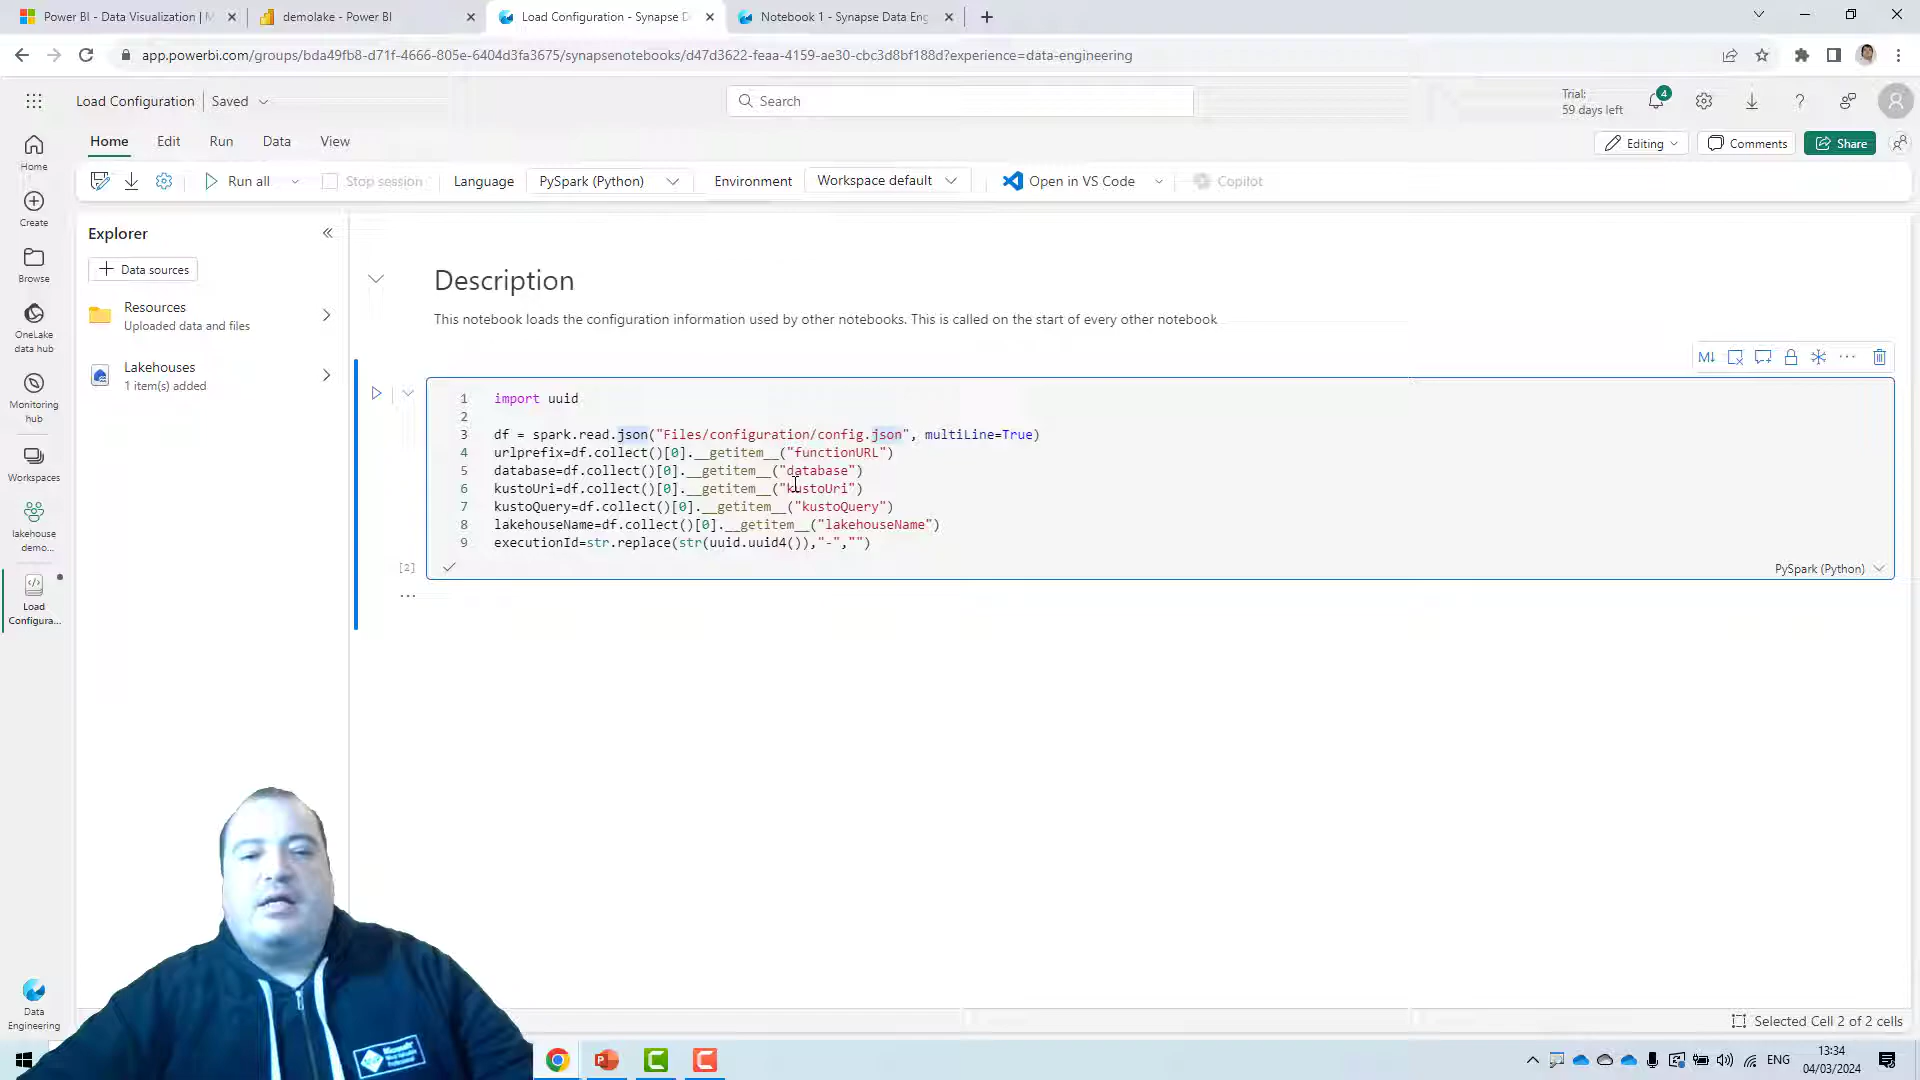 Power BI - Data Visualization | M
demolake - Power BI
Load Configuration - Synapse D
Notebook 1 - Synapse Data Eng
app.powerbi.com/groups/bda49fb8-d71f-4666-805e-6404d3fa3675/synapsenotebooks/d47d3622-feaa-4159-ae30-cbc3d8bf188d?experience=data-engineering
Load Configuration
Saved
Search
Trial:
59 days left
4
Home
Edit
Run
Data
View
Editing
Comments
Share
Run all
Stop session
Language
PySpark (Python)
Environment
Workspace default
Open in VS Code
Copilot
Home
Create
Browse
OneLake
data hub
Monitoring
hub
Workspaces
lakehouse
demo...
Load
Configura...
Data
Engineering
Explorer
Data sources
Resources
Uploaded data and files
Lakehouses
1 item(s) added
Description
This notebook loads the configuration information used by other notebooks. This is called on the start of every other notebook
M↓
1 import uuid
2
3 df = spark.read.json("Files/configuration/config.json", multiLine=True)
4 urlprefix=df.collect()[0].__getitem__("functionURL")
5 database=df.collect()[0].__getitem__("database")
6 kustoUri=df.collect()[0].__getitem__("kustoUri")
7 kustoQuery=df.collect()[0].__getitem__("kustoQuery")
8 lakehouseName=df.collect()[0].__getitem__("lakehouseName")
9 executionId=str.replace(str(uuid.uuid4()),"-","")
[2]
PySpark (Python)
Microsoft
Most Valuable
Professional
Selected Cell 2 of 2 cells
ENG
13:34
04/03/2024